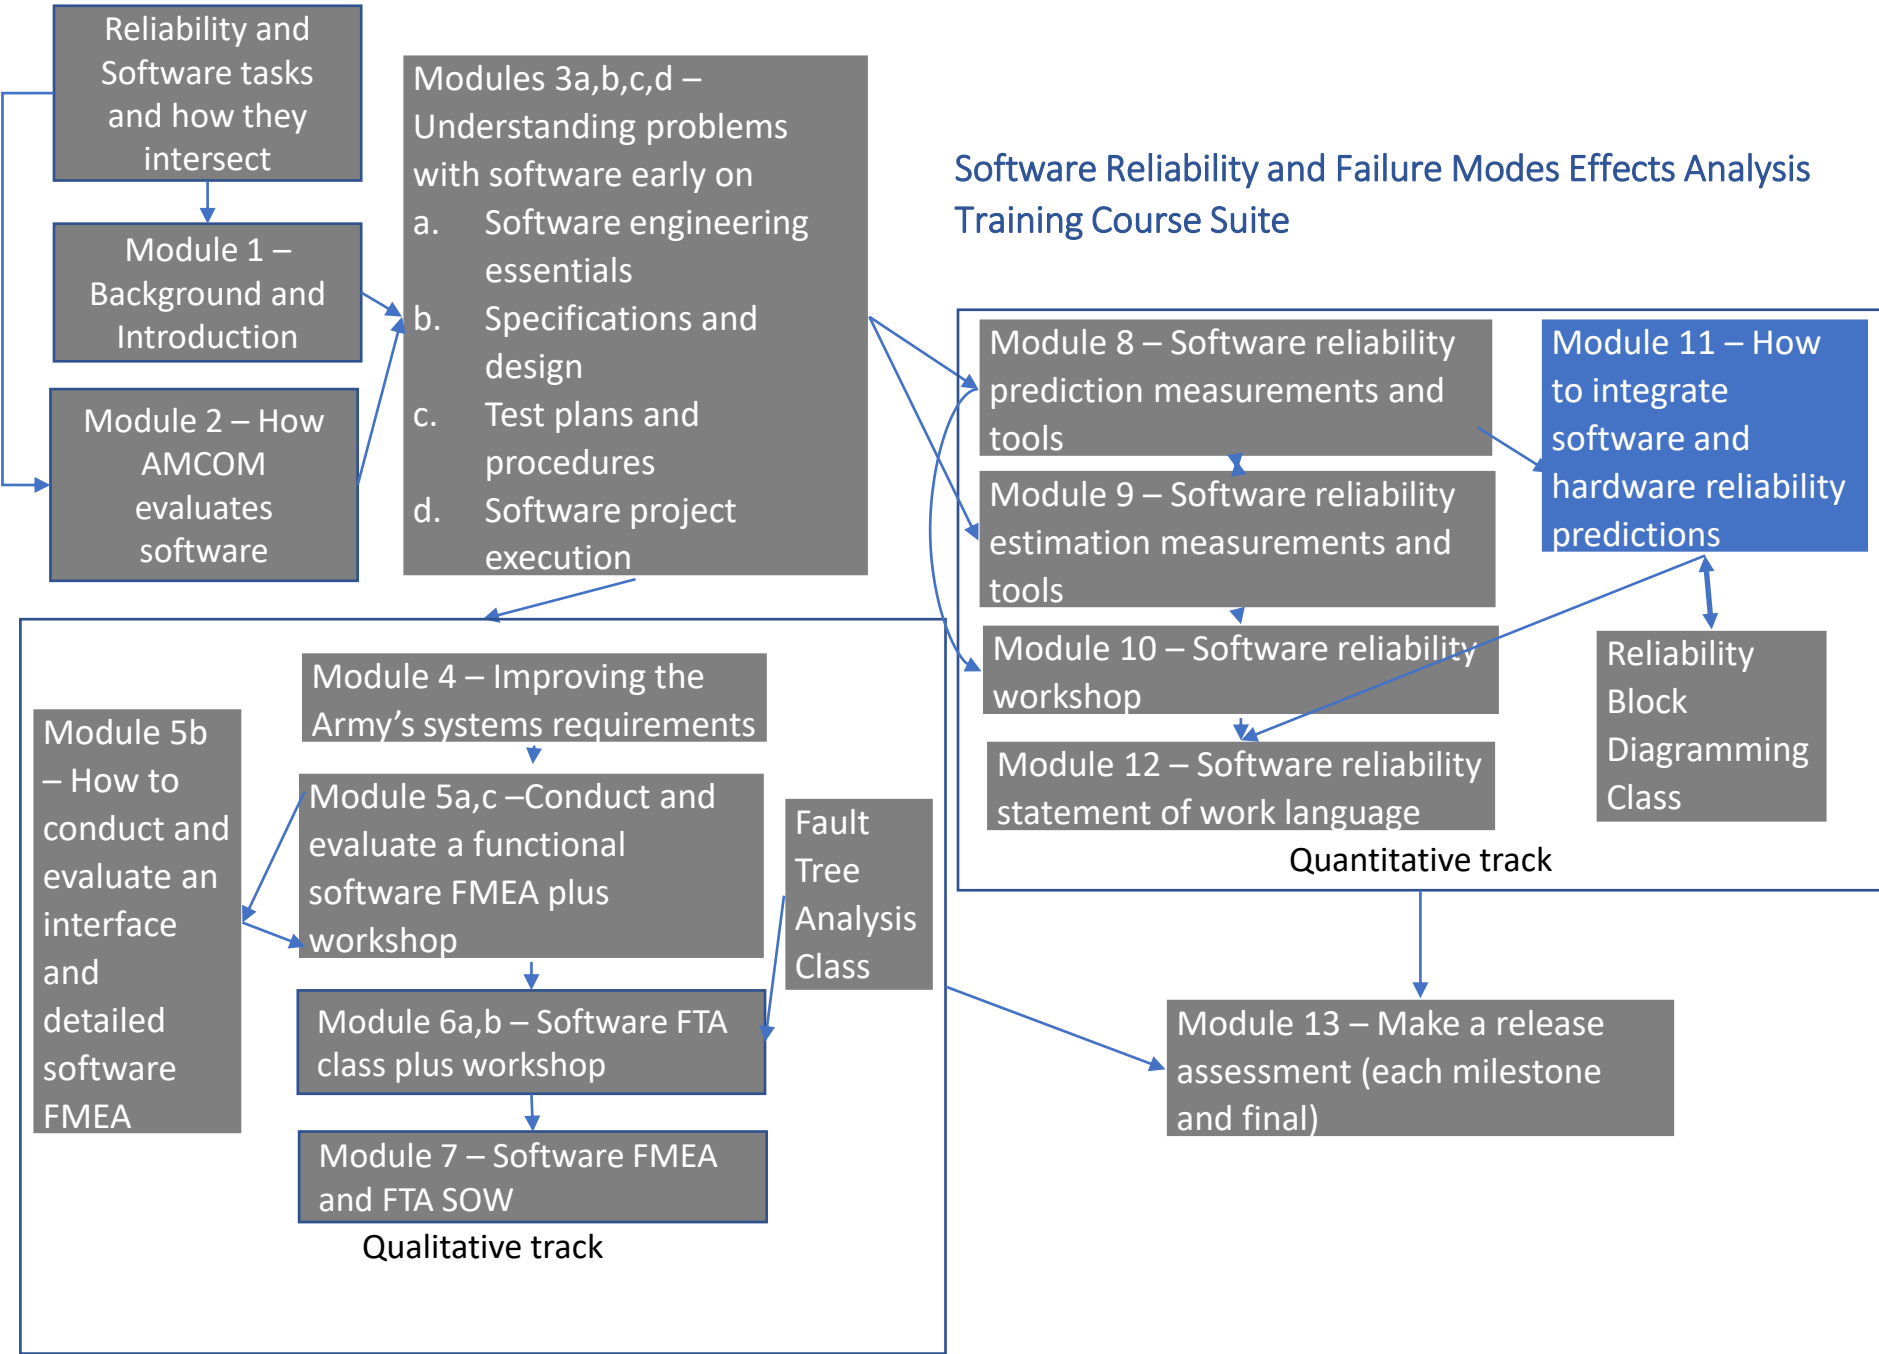 Reliability and
Software tasks
and how they
intersect
Module 1 –
Background and
Introduction
Module 2 – How
AMCOM
evaluates
software
Modules 3a,b,c,d –
Understanding problems
with software early on
a. Software engineering
essentials
b. Specifications and
design
c. Test plans and
procedures
d. Software project
execution
Software Reliability and Failure Modes Effects Analysis
Training Course Suite
Module 8 – Software reliability
prediction measurements and
tools
Module 9 – Software reliability
estimation measurements and
tools
Module 10 – Software reliability
workshop
Module 12 – Software reliability
statement of work language
Module 11 – How
to integrate
software and
hardware reliability
predictions
Reliability
Block
Diagramming
Class
Quantitative track
Module 4 – Improving the
Army’s systems requirements
Module 5b
– How to
conduct and
evaluate an
interface
and
detailed
software
FMEA
Module 5a,c –Conduct and
evaluate a functional
software FMEA plus
workshop
Fault
Tree
Analysis
Class
Module 6a,b – Software FTA
class plus workshop
Module 7 – Software FMEA
and FTA SOW
Qualitative track
Module 13 – Make a release
assessment (each milestone
and final)